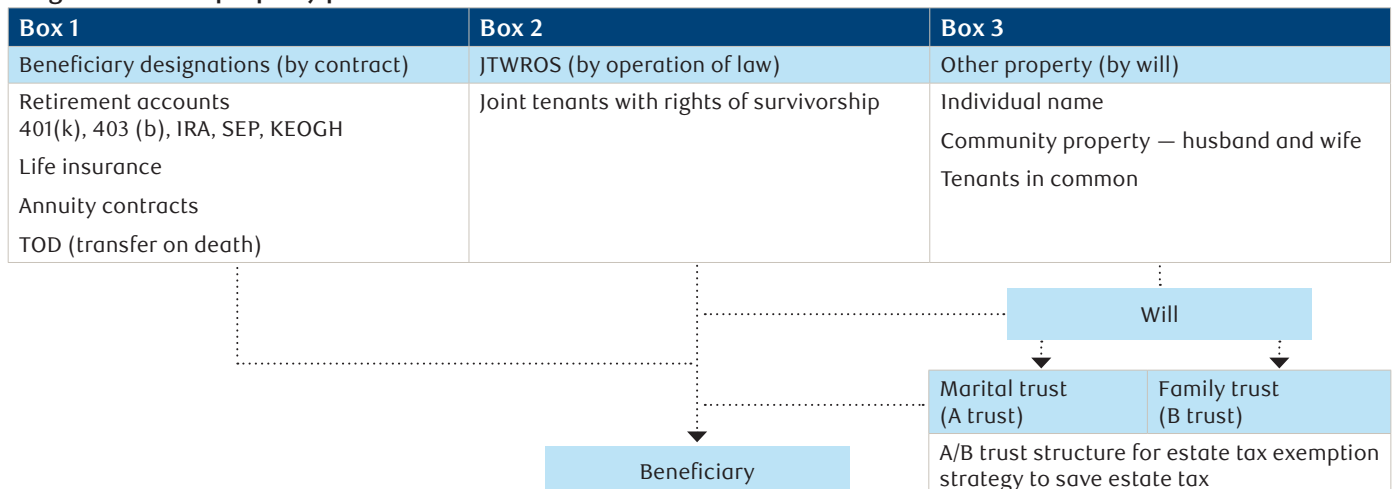 Box 1
Box 2
Box 3
Beneficiary designations (by contract)
JTWROS (by operation of law)
Other property (by will)
Retirement accounts
401(k), 403 (b), IRA, SEP, KEOGH
Life insurance
Annuity contracts
TOD (transfer on death)
Joint tenants with rights of survivorship
Individual name
Community property — husband and wife
Tenants in common
Will
Marital trust
(A trust)
Family trust
(B trust)
A/B trust structure for estate tax exemption
strategy to save estate tax
Beneficiary